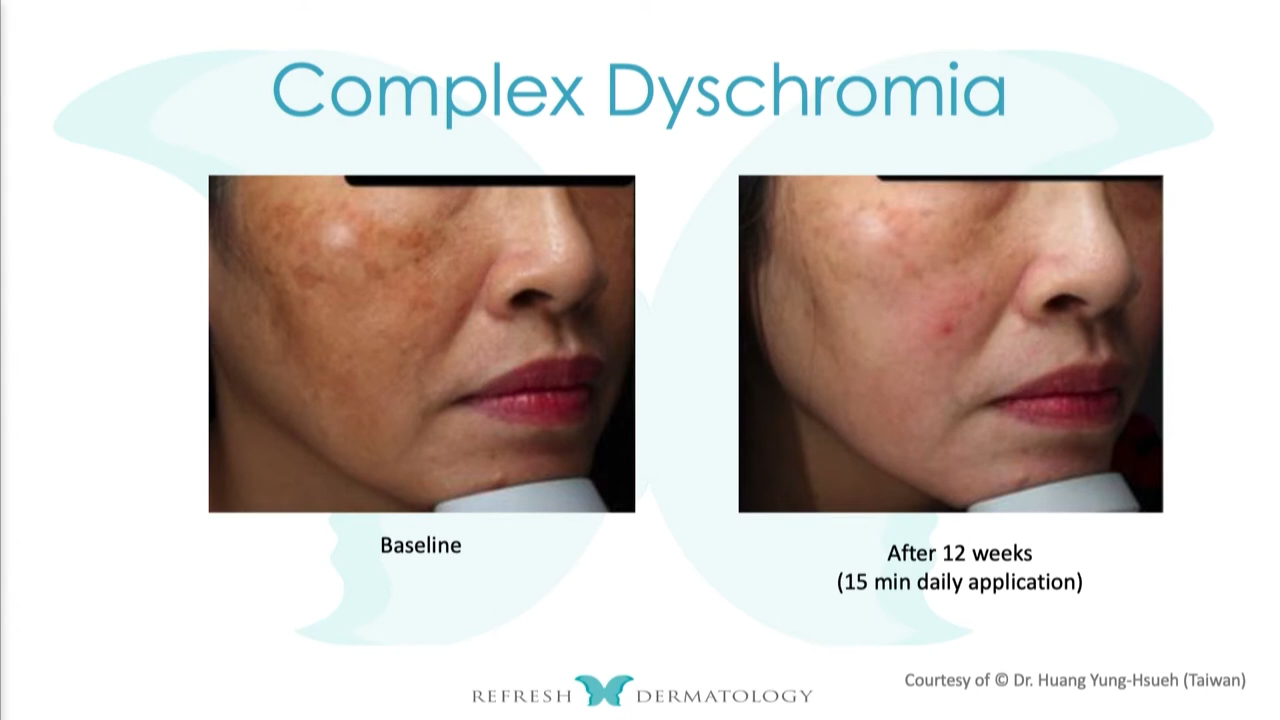 Complex Dyschromia
Baseline
After 12 weeks
(15 min daily application)
REFRESH DERMATOLOGY
Courtesy of © Dr. Huang Yung-Hsueh (Taiwan)